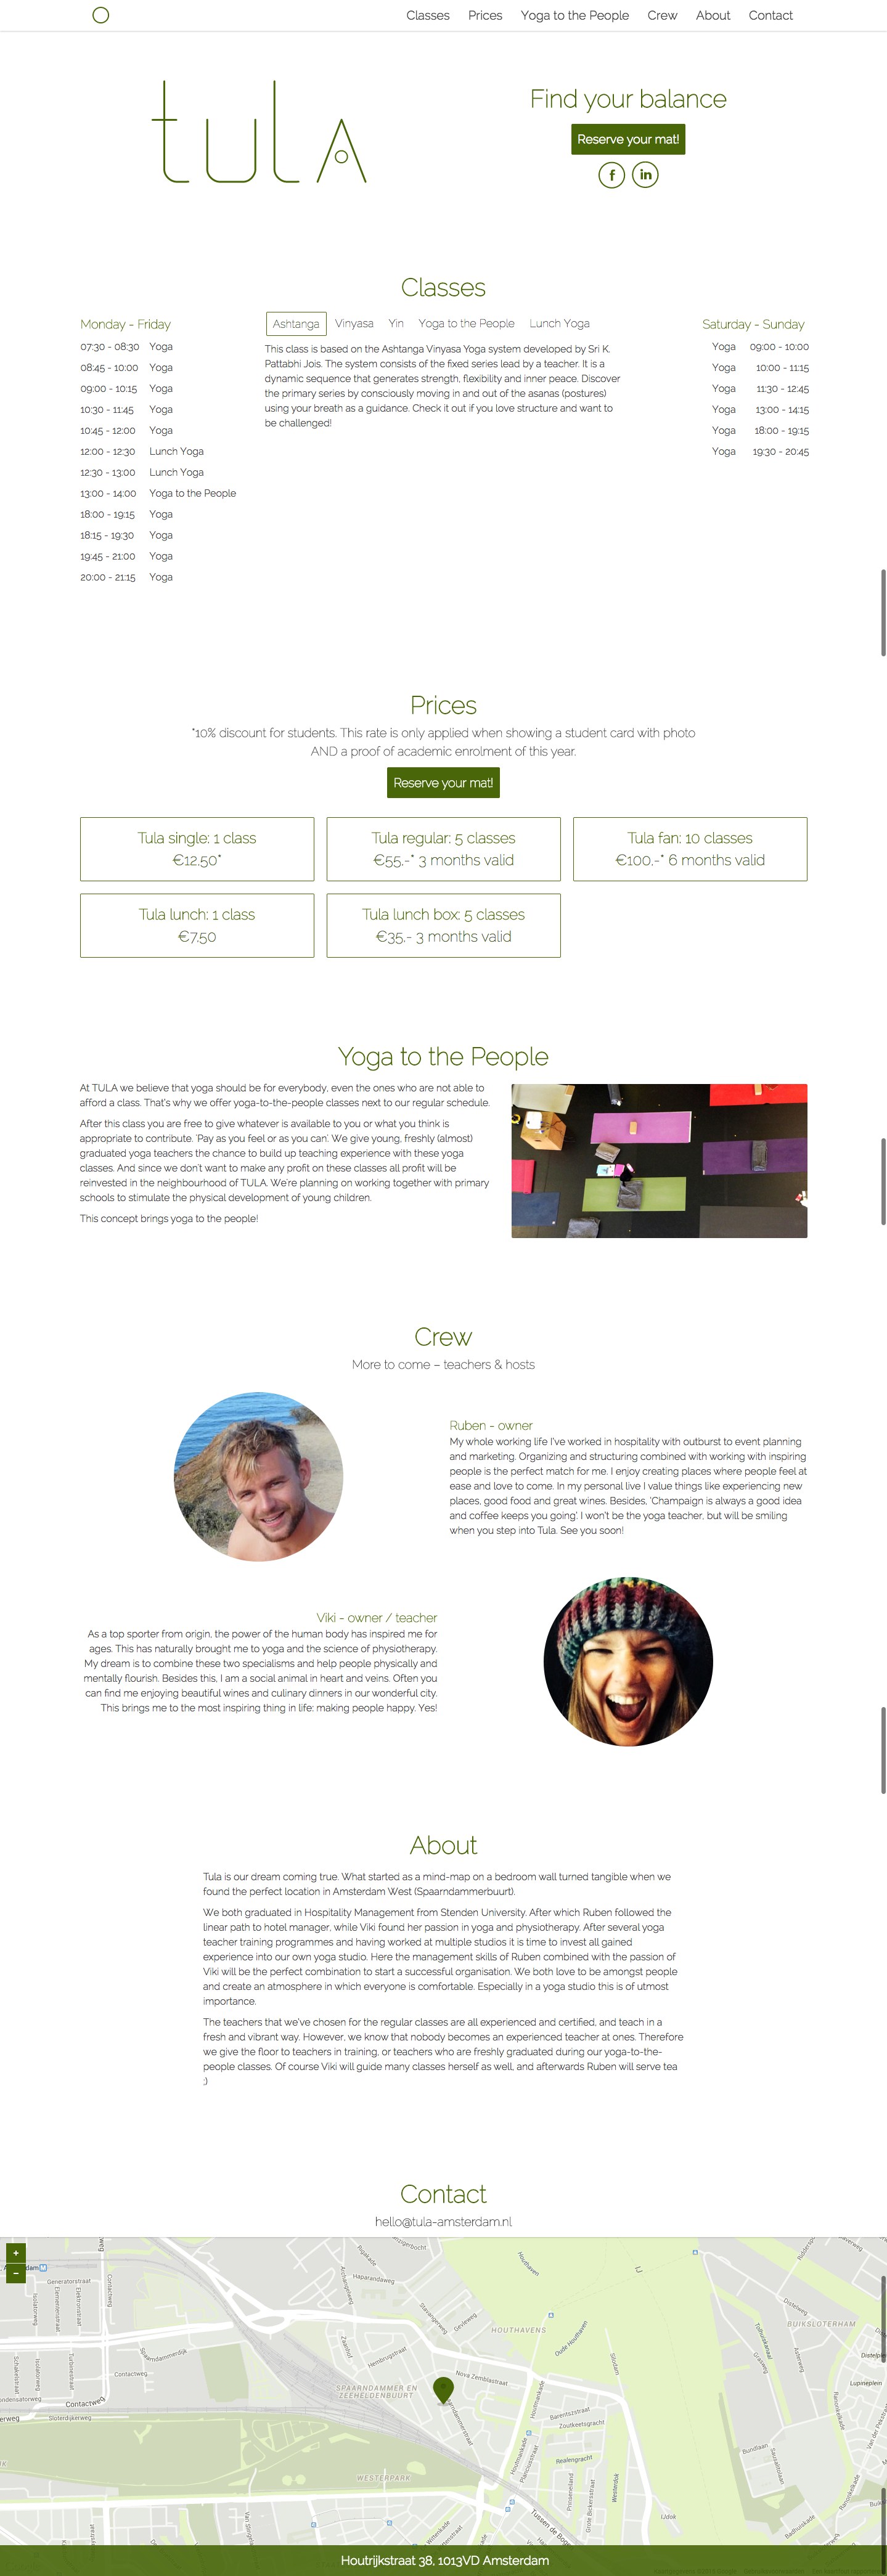 Classes Prices Yoga to the People Crew About Contact
tulA
Find your balance
Reserve your mat!
f in
Classes
Monday - Friday
07:30 - 08:30 Yoga
08:45 - 10:00 Yoga
09:00 - 10:15 Yoga
10:30 - 11:45 Yoga
10:45 - 12:00 Yoga
12:00 - 12:30 Lunch Yoga
12:30 - 13:00 Lunch Yoga
13:00 - 14:00 Yoga to the People
18:00 - 19:15 Yoga
18:15 - 19:30 Yoga
19:45 - 21:00 Yoga
20:00 - 21:15 Yoga
Ashtanga Vinyasa Yin Yoga to the People Lunch Yoga
This class is based on the Ashtanga Vinyasa Yoga system developed by Sri K.
Pattabhi Jois. The system consists of the fixed series lead by a teacher. It is a
dynamic sequence that generates strength, flexibility and inner peace. Discover
the primary series by consciously moving in and out of the asanas (postures)
using your breath as a guidance. Check it out if you love structure and want to
be challenged!
Saturday - Sunday
Yoga 09:00 - 10:00
Yoga 10:00 - 11:15
Yoga 11:30 - 12:45
Yoga 13:00 - 14:15
Yoga 18:00 - 19:15
Yoga 19:30 - 20:45
Prices
*10% discount for students. This rate is only applied when showing a student card with photo
AND a proof of academic enrolment of this year.
Reserve your mat!
Tula single: 1 class
€12,50*
Tula regular: 5 classes
€55,-* 3 months valid
Tula fan: 10 classes
€100,-* 6 months valid
Tula lunch: 1 class
€7,50
Tula lunch box: 5 classes
€35,- 3 months valid
Yoga to the People
At TULA we believe that yoga should be for everybody, even the ones who are not able to
afford a class. That's why we offer yoga-to-the-people classes next to our regular schedule.
After this class you are free to give whatever is available to you or what you think is
appropriate to contribute. 'Pay as you feel or as you can'. We give young, freshly (almost)
graduated yoga teachers the chance to build up teaching experience with these yoga
classes. And since we don't want to make any profit on these classes all profit will be
reinvested in the neighbourhood of TULA. We're planning on working together with primary
schools to stimulate the physical development of young children.
This concept brings yoga to the people!
Crew
More to come – teachers & hosts
Ruben - owner
My whole working life I've worked in hospitality with outburst to event planning
and marketing. Organizing and structuring combined with working with inspiring
people is the perfect match for me. I enjoy creating places where people feel at
ease and love to come. In my personal live I value things like experiencing new
places, good food and great wines. Besides, 'Champaign is always a good idea
and coffee keeps you going'. I won't be the yoga teacher, but will be smiling
when you step into Tula. See you soon!
Viki - owner / teacher
As a top sporter from origin, the power of the human body has inspired me for
ages. This has naturally brought me to yoga and the science of physiotherapy.
My dream is to combine these two specialisms and help people physically and
mentally flourish. Besides this, I am a social animal in heart and veins. Often you
can find me enjoying beautiful wines and culinary dinners in our wonderful city.
This brings me to the most inspiring thing in life: making people happy. Yes!
About
Tula is our dream coming true. What started as a mind-map on a bedroom wall turned tangible when we
found the perfect location in Amsterdam West (Spaarndammerbuurt).
We both graduated in Hospitality Management from Stenden University. After which Ruben followed the
linear path to hotel manager, while Viki found her passion in yoga and physiotherapy. After several yoga
teacher training programmes and having worked at multiple studios it is time to invest all gained
experience into our own yoga studio. Here the management skills of Ruben combined with the passion of
Viki will be the perfect combination to start a successful organisation. We both love to be amongst people
and create an atmosphere in which everyone is comfortable. Especially in a yoga studio this is of utmost
importance.
The teachers that we've chosen for the regular classes are all experienced and certified, and teach in a
fresh and vibrant way. However, we know that nobody becomes an experienced teacher at ones. Therefore
we give the floor to teachers in training, or teachers who are freshly graduated during our yoga-to-the-
people classes. Of course Viki will guide many classes herself as well, and afterwards Ruben will serve tea
;)
Contact
hello@tula-amsterdam.nl
+
−
Generatorstraat
Haparandaweg
Archangelweg
Stavangerweg
Gevleweg
Houthaven
HOUTHAVENS
Oude Houthaven
IJ
Distelweg
BUIKSLOTERHAM
Spaarndammerdijk
Contactweg
Contactweg
Hembrugstraat
Zaanhof
Nova Zemblastraat
SPAARNDAMMER EN
ZEEHELDENBUURT
Sloterdijkerweg
Barentszstraat
Zoutkeetsgracht
Houtmankade
Planciusstraat
Realengracht
WESTERPARK
Grote Bickersstraat
Westerdok
IJdok
Bundlaan
Ranonkelkade
Badhuiskade
Houtrijkstraat 38, 1013VD Amsterdam